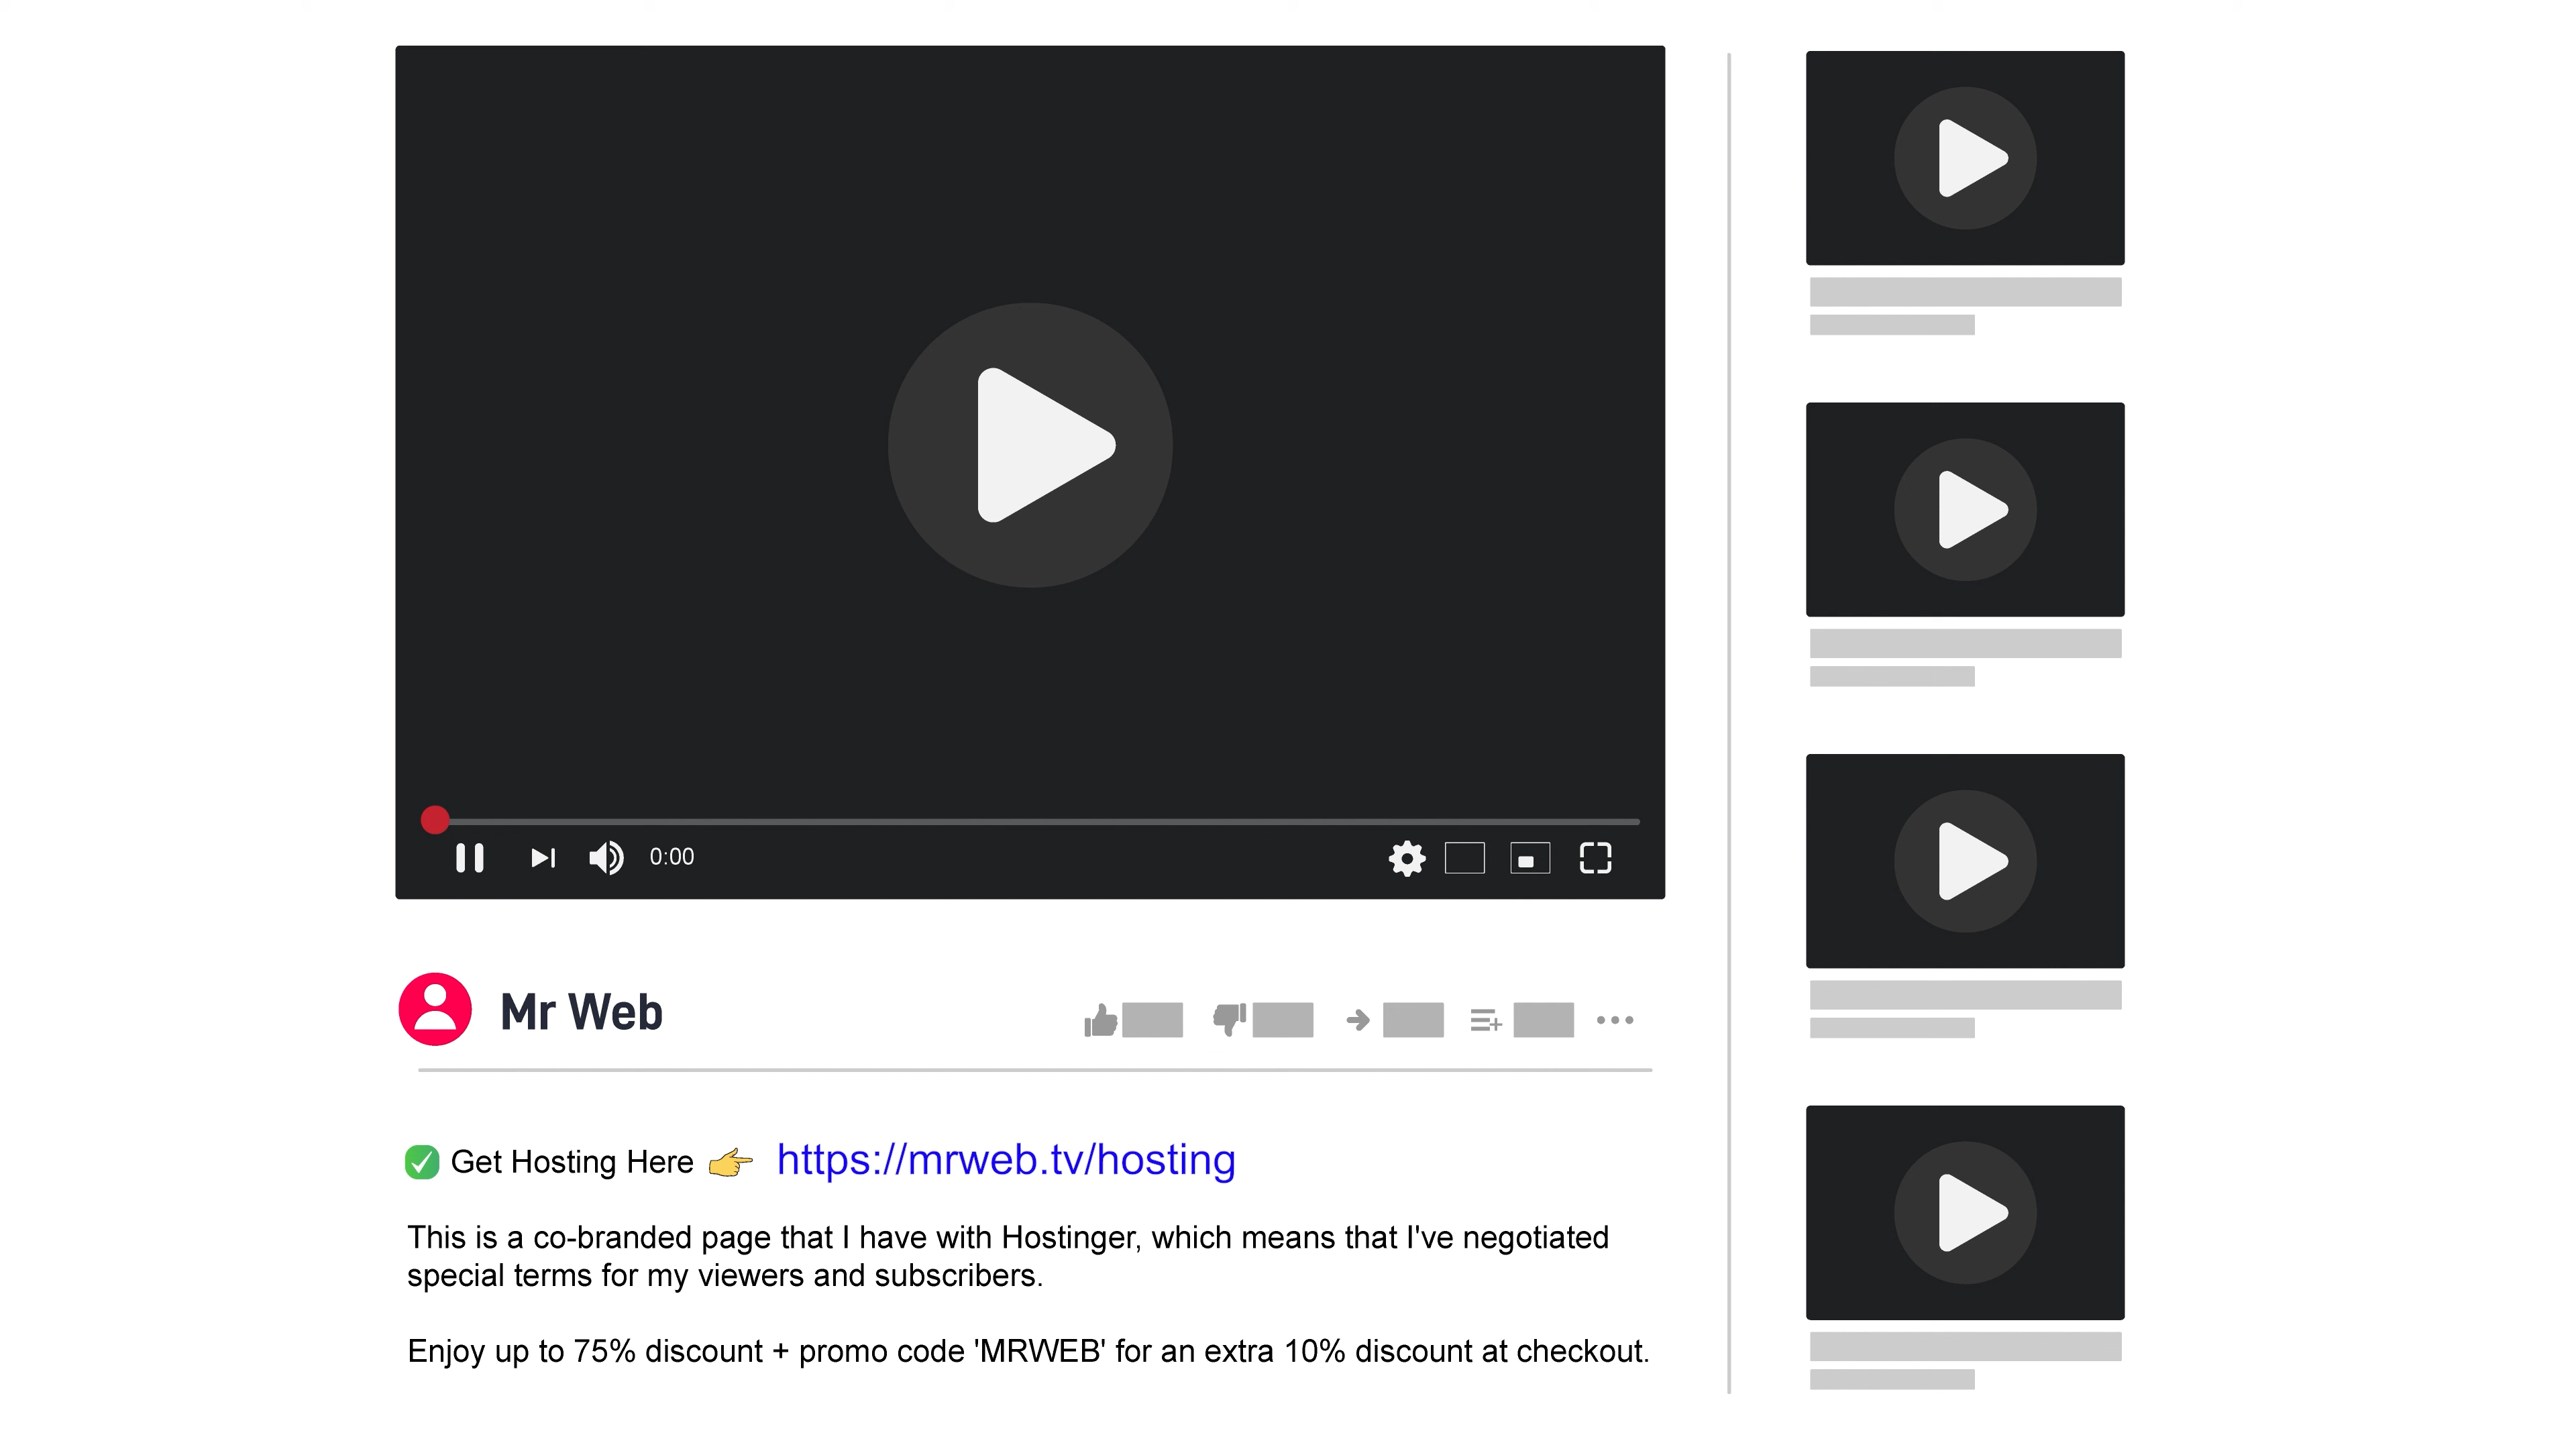 0:00
Mr Web
✅ Get Hosting Here 👉 https://mrweb.tv/hosting
This is a co-branded page that I have with Hostinger, which means that I've negotiated
special terms for my viewers and subscribers.
Enjoy up to 75% discount + promo code 'MRWEB' for an extra 10% discount at checkout.